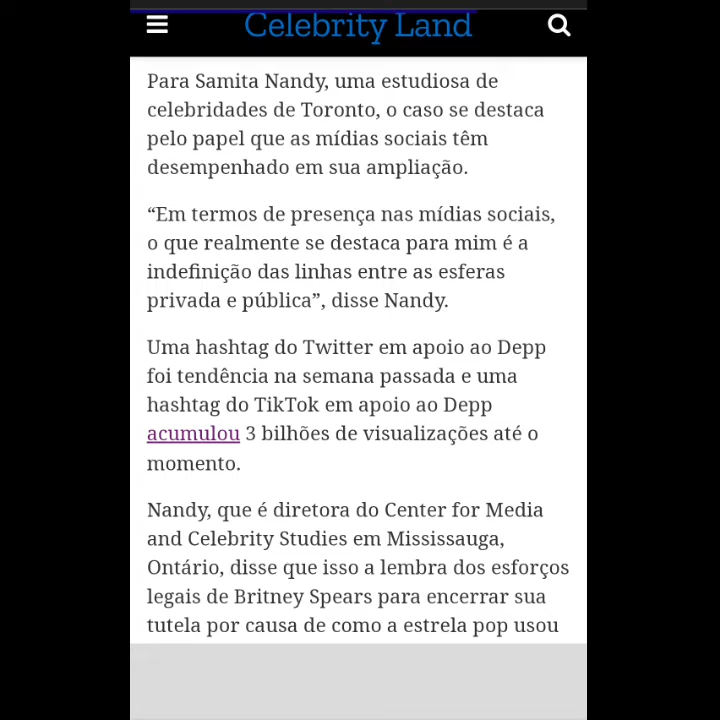 Celebrity Land
Para Samita Nandy, uma estudiosa de
celebridades de Toronto, o caso se destaca
pelo papel que as mídias sociais têm
desempenhado em sua ampliação.
“Em termos de presença nas mídias sociais,
o que realmente se destaca para mim é a
indefinição das linhas entre as esferas
privada e pública”, disse Nandy.
Uma hashtag do Twitter em apoio ao Depp
foi tendência na semana passada e uma
hashtag do TikTok em apoio ao Depp
acumulou 3 bilhões de visualizações até o
momento.
Nandy, que é diretora do Center for Media
and Celebrity Studies em Mississauga,
Ontário, disse que isso a lembra dos esforços
legais de Britney Spears para encerrar sua
tutela por causa de como a estrela pop usou